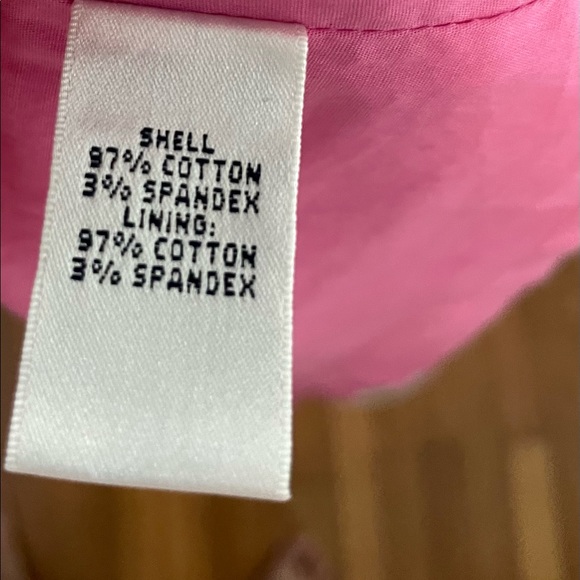 SHELL
97% COTTON
3% SPANDEX
LINING:
97% COTTON
3% SPANDEX